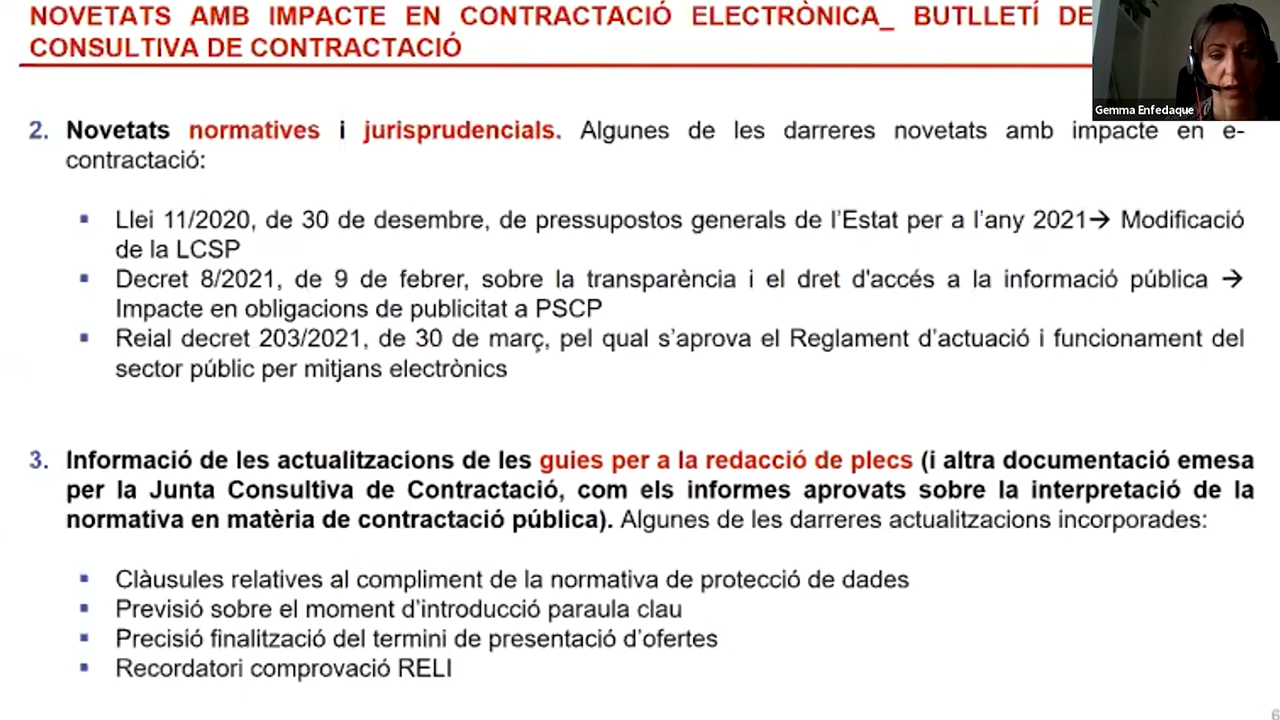 NOVETATS AMB IMPACTE EN CONTRACTACIÓ ELECTRÒNICA_ BUTLLETÍ DE
CONSULTIVA DE CONTRACTACIÓ
Gemma Enfedaque
2. Novetats normatives i jurisprudencials. Algunes de les darreres novetats amb impacte en e-
contractació:
▪ Llei 11/2020, de 30 de desembre, de pressupostos generals de l’Estat per a l’any 2021→ Modificació
de la LCSP
▪ Decret 8/2021, de 9 de febrer, sobre la transparència i el dret d'accés a la informació pública →
Impacte en obligacions de publicitat a PSCP
▪ Reial decret 203/2021, de 30 de març, pel qual s’aprova el Reglament d’actuació i funcionament del
sector públic per mitjans electrònics
3. Informació de les actualitzacions de les guies per a la redacció de plecs (i altra documentació emesa
per la Junta Consultiva de Contractació, com els informes aprovats sobre la interpretació de la
normativa en matèria de contractació pública). Algunes de les darreres actualitzacions incorporades:
▪ Clàusules relatives al compliment de la normativa de protecció de dades
▪ Previsió sobre el moment d’introducció paraula clau
▪ Precisió finalització del termini de presentació d’ofertes
▪ Recordatori comprovació RELI
6